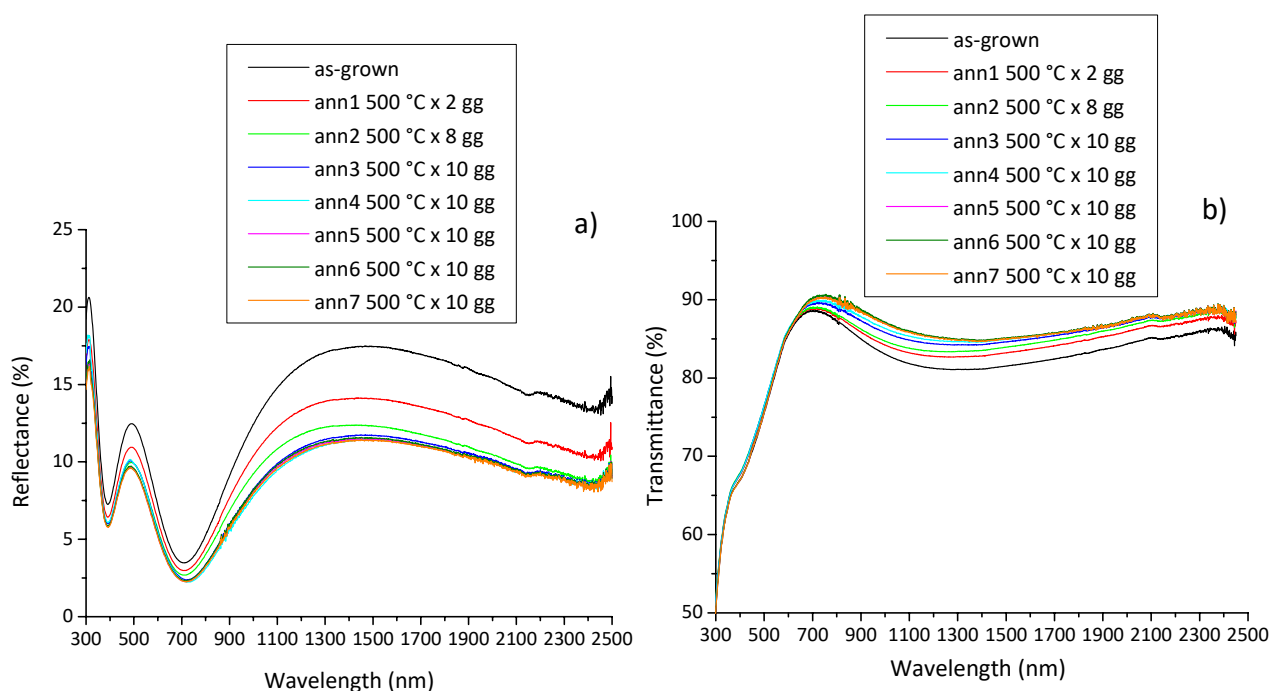 as-grown
ann1 500 °C x 2 gg
ann2 500 °C x 8 gg
ann3 500 °C x 10 gg
ann4 500 °C x 10 gg
ann5 500 °C x 10 gg
ann6 500 °C x 10 gg
ann7 500 °C x 10 gg
a)
25
20
15
10
5
0
Reflectance (%)
300 500 700 900 1100 1300 1500 1700 1900 2100 2300 2500
Wavelength (nm)
as-grown
ann1 500 °C x 2 gg
ann2 500 °C x 8 gg
ann3 500 °C x 10 gg
ann4 500 °C x 10 gg
ann5 500 °C x 10 gg
ann6 500 °C x 10 gg
ann7 500 °C x 10 gg
b)
100
90
80
70
60
50
Transmittance (%)
300 500 700 900 1100 1300 1500 1700 1900 2100 2300 2500
Wavelength (nm)